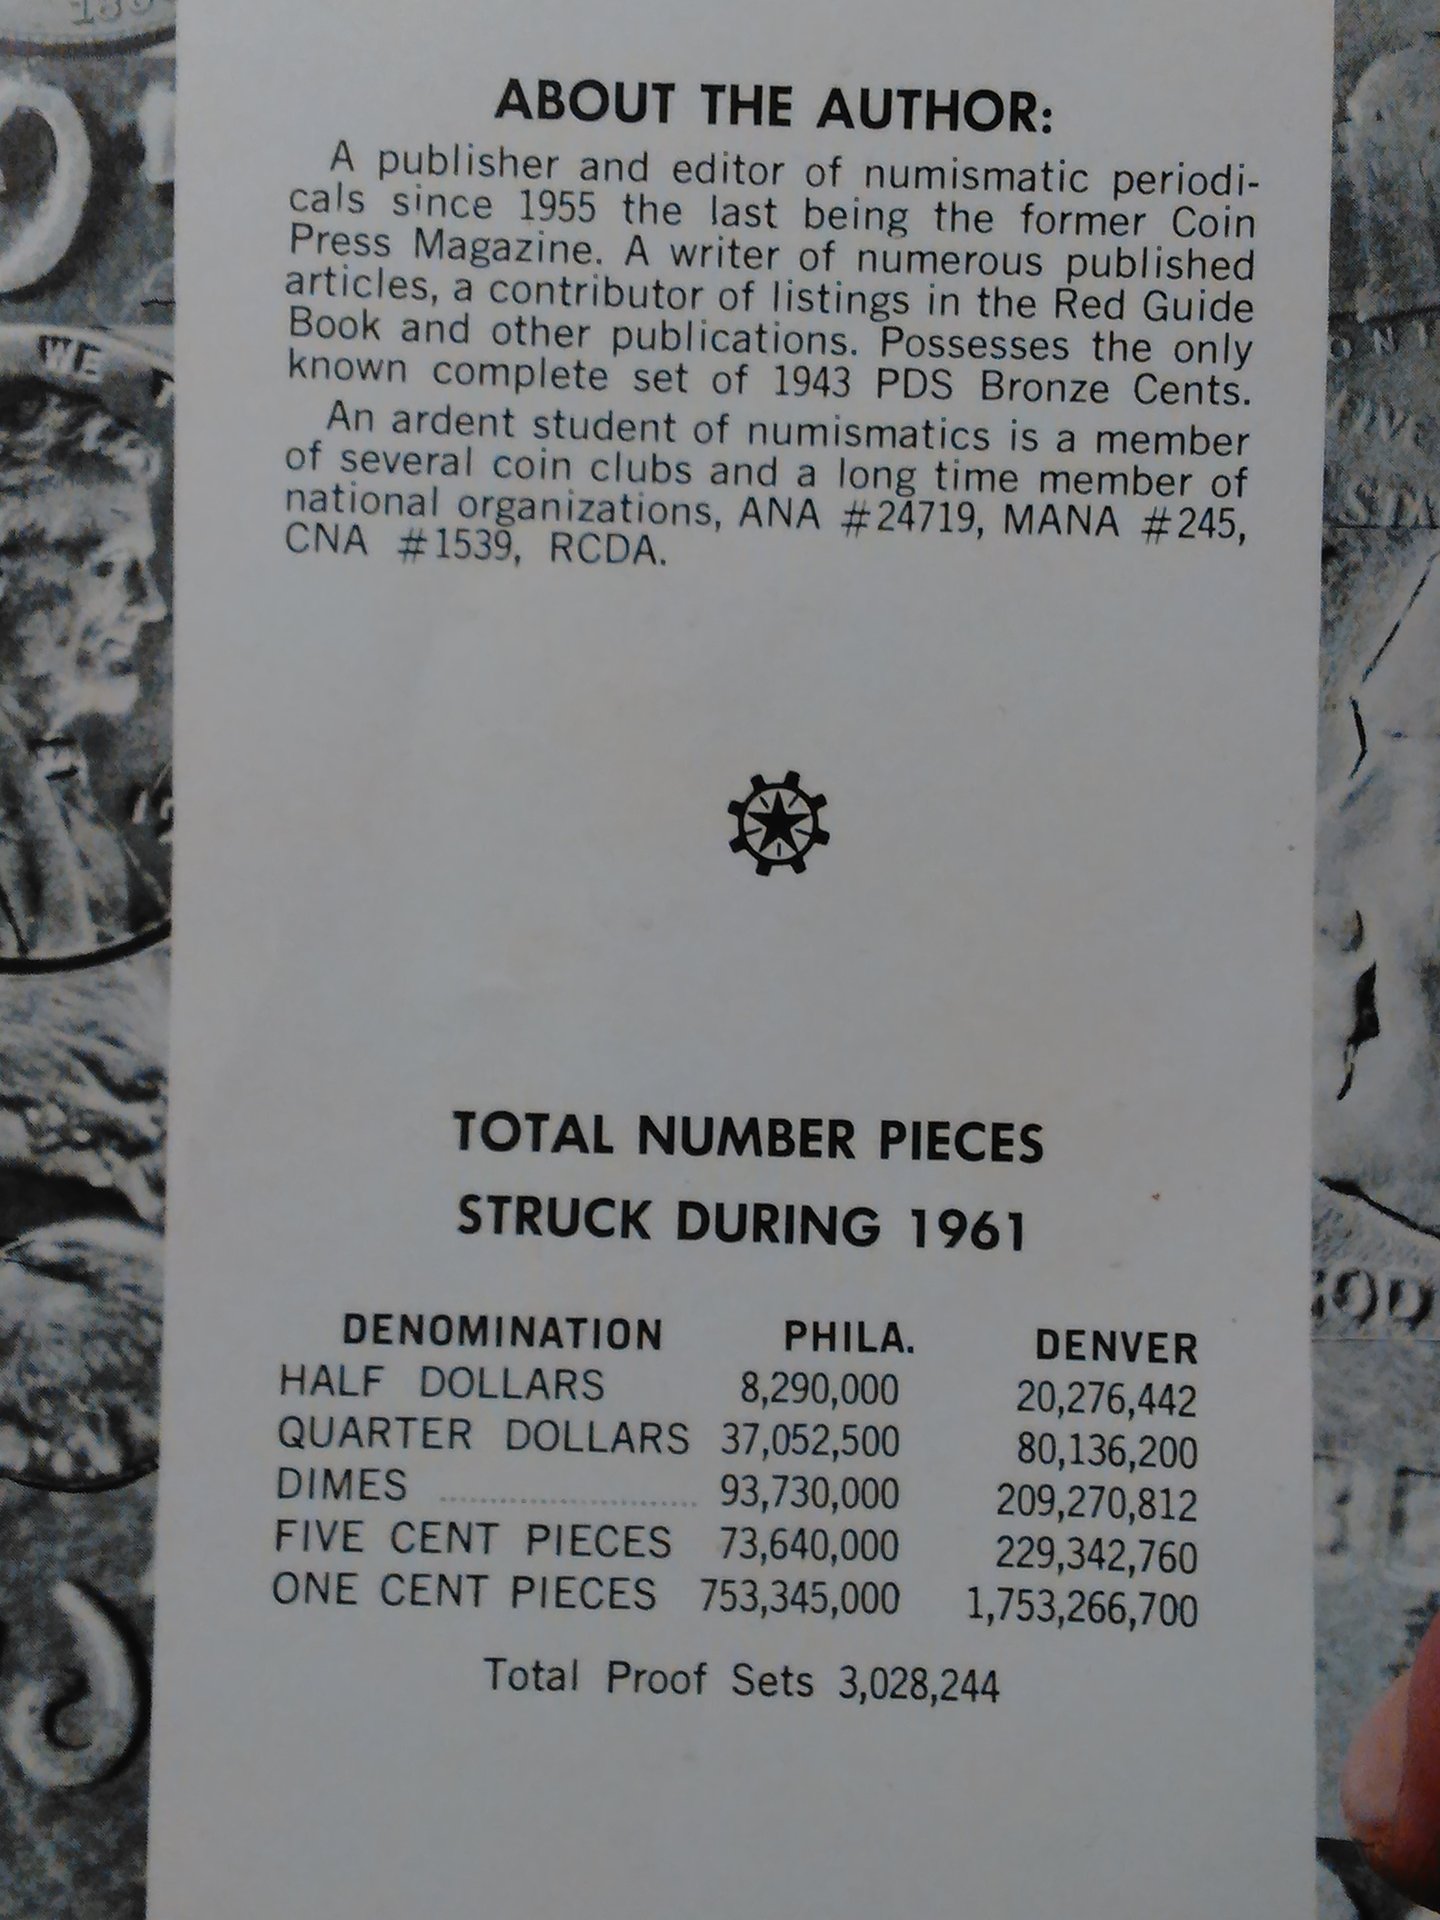 ABOUT THE AUTHOR:
A publisher and editor of numismatic periodi-
cals since 1955 the last being the former Coin
Press Magazine. A writer of numerous published
articles, a contributor of listings in the Red Guide
Book and other publications. Possesses the only
known complete set of 1943 PDS Bronze Cents.
An ardent student of numismatics is a member
of several coin clubs and a long time member of
national organizations, ANA #24719, MANA #245,
CNA #1539, RCDA.
WE
TOTAL NUMBER PIECES
STRUCK DURING 1961
DENOMINATION PHILA. DENVER
HALF DOLLARS 8,290,000 20,276,442
QUARTER DOLLARS 37,052,500 80,136,200
DIMES ........................ 93,730,000 209,270,812
FIVE CENT PIECES 73,640,000 229,342,760
ONE CENT PIECES 753,345,000 1,753,266,700
Total Proof Sets 3,028,244